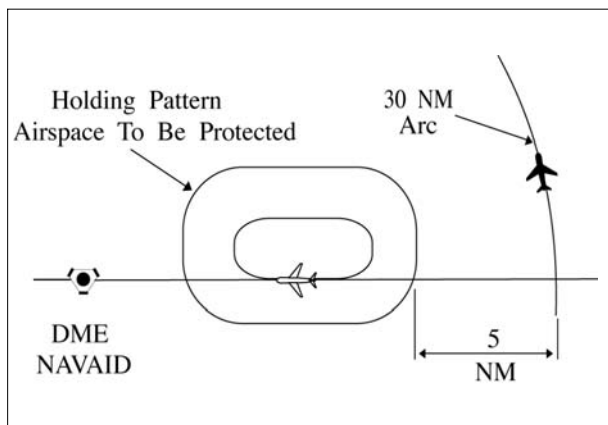 Holding Pattern
Airspace To Be Protected
30 NM
Arc
DME
NAVAID
5
NM